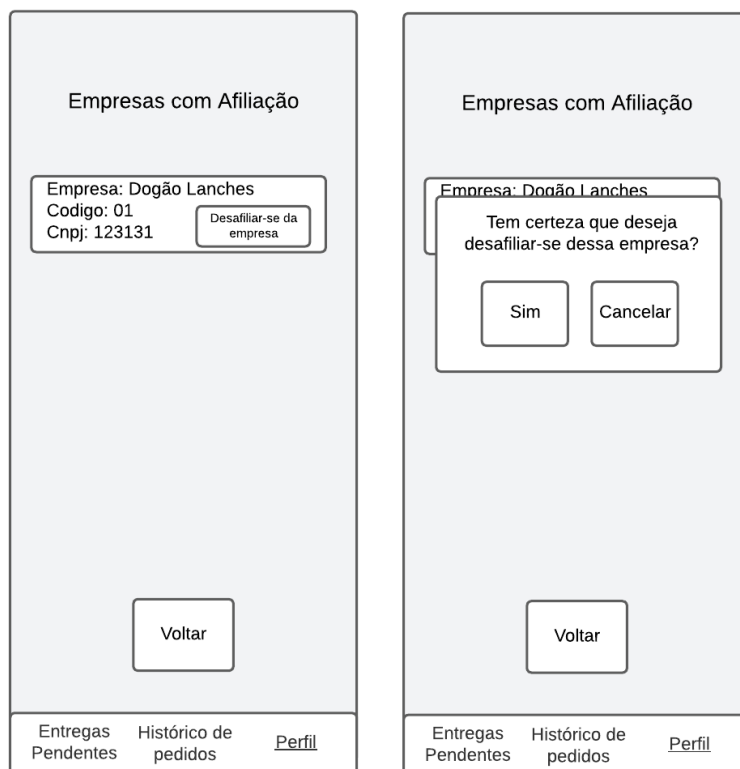 Empresas com Afiliação
Empresa: Dogão Lanches
Codigo: 01
Cnpj: 123131
Desafiliar-se da
empresa
Voltar
Entregas
Pendentes
Histórico de
pedidos
Perfil
Empresas com Afiliação
Empresa: Dogão Lanches
Tem certeza que deseja
desafiliar-se dessa empresa?
Sim
Cancelar
Voltar
Entregas
Pendentes
Histórico de
pedidos
Perfil